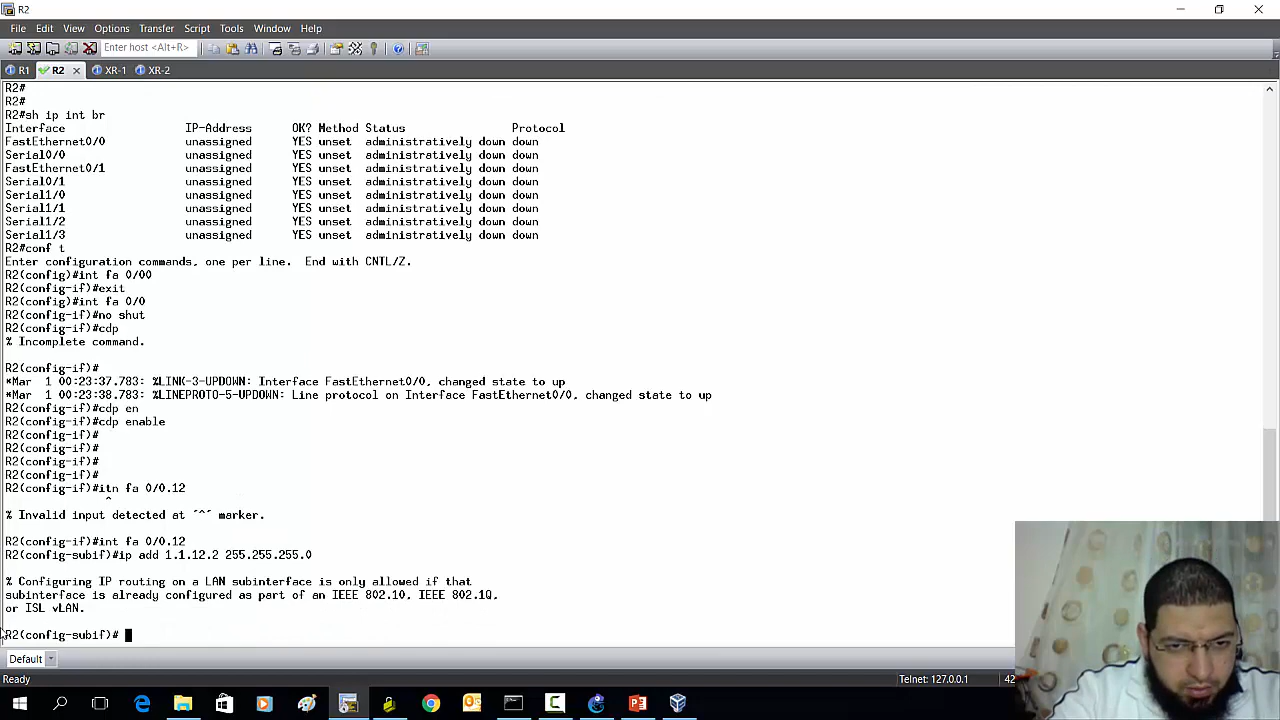 R2
File Edit View Options Transfer Script Tools Window Help
Enter host <Alt+R>
R1 R2 XR-1 XR-2
R2#
R2#
R2#sh ip int br
Interface IP-Address OK? Method Status Protocol
FastEthernet0/0 unassigned YES unset administratively down down
Serial0/0 unassigned YES unset administratively down down
FastEthernet0/1 unassigned YES unset administratively down down
Serial0/1 unassigned YES unset administratively down down
Serial1/0 unassigned YES unset administratively down down
Serial1/1 unassigned YES unset administratively down down
Serial1/2 unassigned YES unset administratively down down
Serial1/3 unassigned YES unset administratively down down
R2#conf t
Enter configuration commands, one per line. End with CNTL/Z.
R2(config)#int fa 0/00
R2(config-if)#exit
R2(config)#int fa 0/0
R2(config-if)#no shut
R2(config-if)#cdp
% Incomplete command.
R2(config-if)#
*Mar 1 00:23:37.783: %LINK-3-UPDOWN: Interface FastEthernet0/0, changed state to up
*Mar 1 00:23:38.783: %LINEPROTO-5-UPDOWN: Line protocol on Interface FastEthernet0/0, changed state to up
R2(config-if)#cdp en
R2(config-if)#cdp enable
R2(config-if)#
R2(config-if)#
R2(config-if)#
R2(config-if)#
R2(config-if)#itn fa 0/0.12
^
% Invalid input detected at '^' marker.
R2(config-if)#int fa 0/0.12
R2(config-subif)#ip add 1.1.12.2 255.255.255.0
% Configuring IP routing on a LAN subinterface is only allowed if that
subinterface is already configured as part of an IEEE 802.10, IEEE 802.1Q,
or ISL vLAN.
R2(config-subif)#
Default
Ready Telnet: 127.0.0.1 42